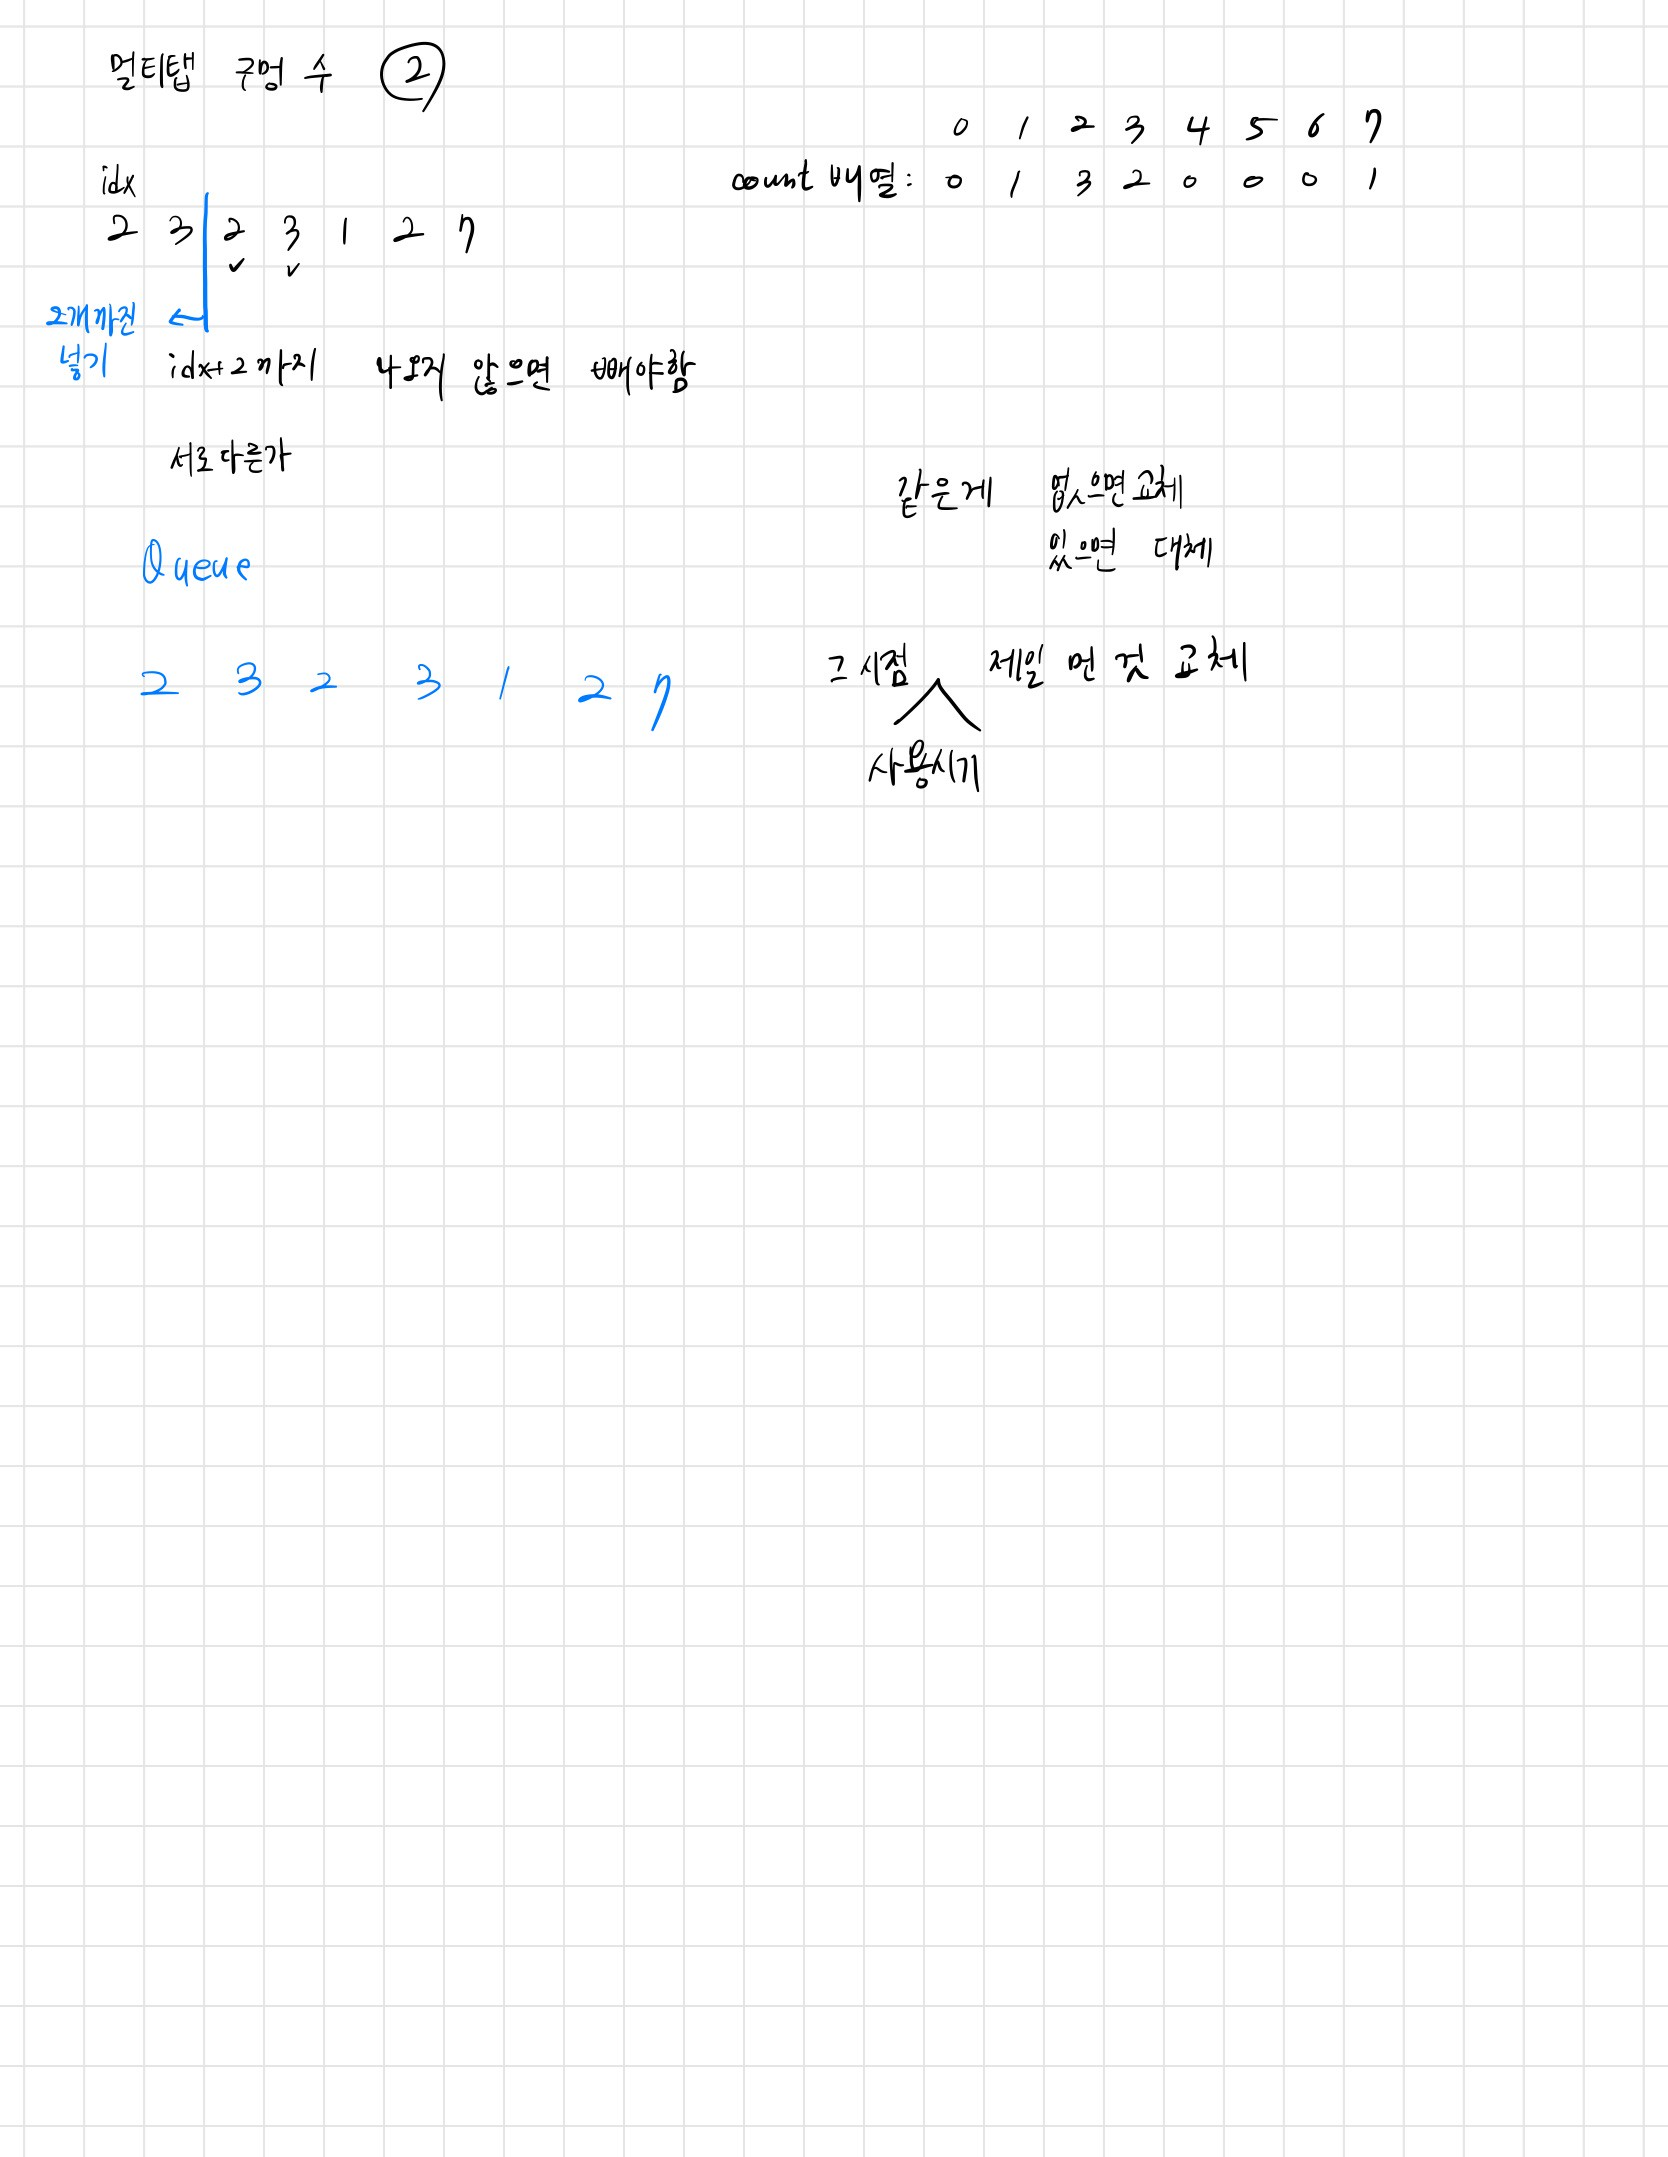 멀티탭 구멍 수 2
0 1 2 3 4 5 6 7
count 배열: 0 1 3 2 0 0 0 1
idx
2 3 2 3 1 2 7
2개까진
넣기
idx+2까지 나오지 않으면 빼야함
서로다른가
같은게 없으면 교체
있으면 대체
Queue
2 3 2 3 1 2 7
그 시점 제일 먼 것 교체
사용시기